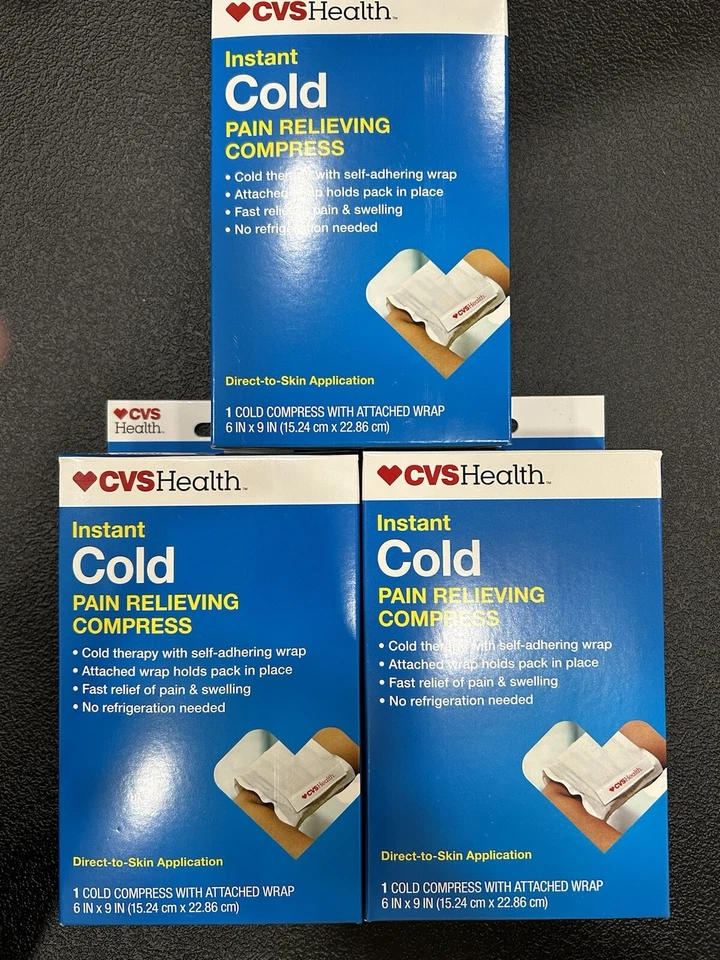 CVSHealth™
Instant
Cold
PAIN RELIEVING
COMPRESS
• Cold therapy with self-adhering wrap
• Attached wrap holds pack in place
• Fast relief of pain & swelling
• No refrigeration needed
CVSHealth
Direct-to-Skin Application
1 COLD COMPRESS WITH ATTACHED WRAP
6 IN x 9 IN (15.24 cm x 22.86 cm)
CVS
Health™
CVSHealth™
Instant
Cold
PAIN RELIEVING
COMPRESS
• Cold therapy with self-adhering wrap
• Attached wrap holds pack in place
• Fast relief of pain & swelling
• No refrigeration needed
CVSHealth
Direct-to-Skin Application
1 COLD COMPRESS WITH ATTACHED WRAP
6 IN x 9 IN (15.24 cm x 22.86 cm)
CVSHealth™
Instant
Cold
PAIN RELIEVING
COMPRESS
• Cold therapy with self-adhering wrap
• Attached wrap holds pack in place
• Fast relief of pain & swelling
• No refrigeration needed
CVSHealth
Direct-to-Skin Application
1 COLD COMPRESS WITH ATTACHED WRAP
6 IN x 9 IN (15.24 cm x 22.86 cm)